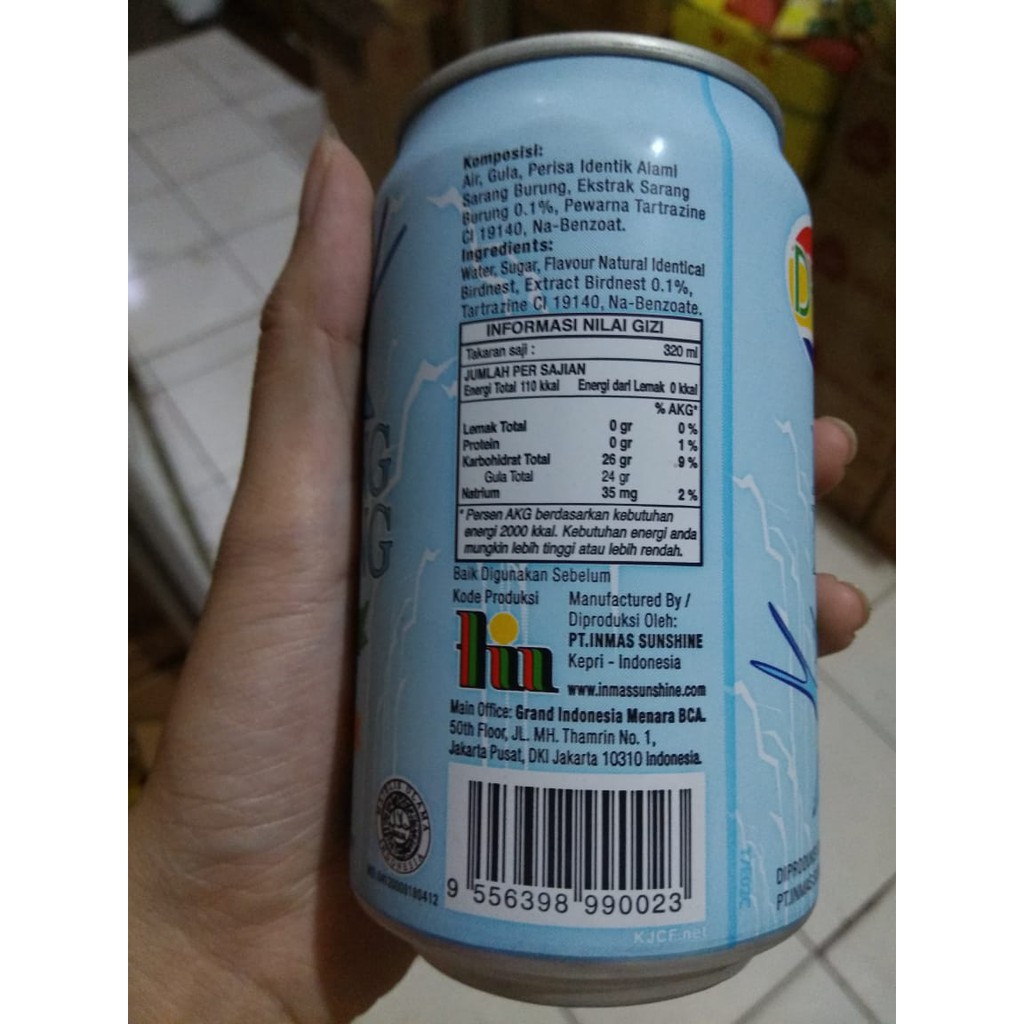 Komposisi:
Air, Gula, Perisa Identik Alami
Sarang Burung, Ekstrak Sarang
Burung 0.1%, Pewarna Tartrazine
CI 19140, Na-Benzoat.
Ingredients:
Water, Sugar, Flavour Natural Identical
Birdnest, Extract Birdnest 0.1%,
Tartrazine CI 19140, Na-Benzoate.
INFORMASI NILAI GIZI
Takaran saji : 320 ml
JUMLAH PER SAJIAN
Energi Total 110 kkal Energi dari Lemak 0 kkal
% AKG*
Lemak Total 0 gr 0 %
Protein 0 gr 1 %
Karbohidrat Total 26 gr 9 %
Gula Total 24 gr
Natrium 35 mg 2 %
* Persen AKG berdasarkan kebutuhan
energi 2000 kkal. Kebutuhan energi anda
mungkin lebih tinggi atau lebih rendah.
Baik Digunakan Sebelum
Kode Produksi
Manufactured By /
Diproduksi Oleh:
PT.INMAS SUNSHINE
Kepri - Indonesia
www.inmassunshine.com
Main Office: Grand Indonesia Menara BCA.
50th Floor, JL. MH. Thamrin No. 1,
Jakarta Pusat, DKI Jakarta 10310 Indonesia.
9 556398 990023
KJCF.net